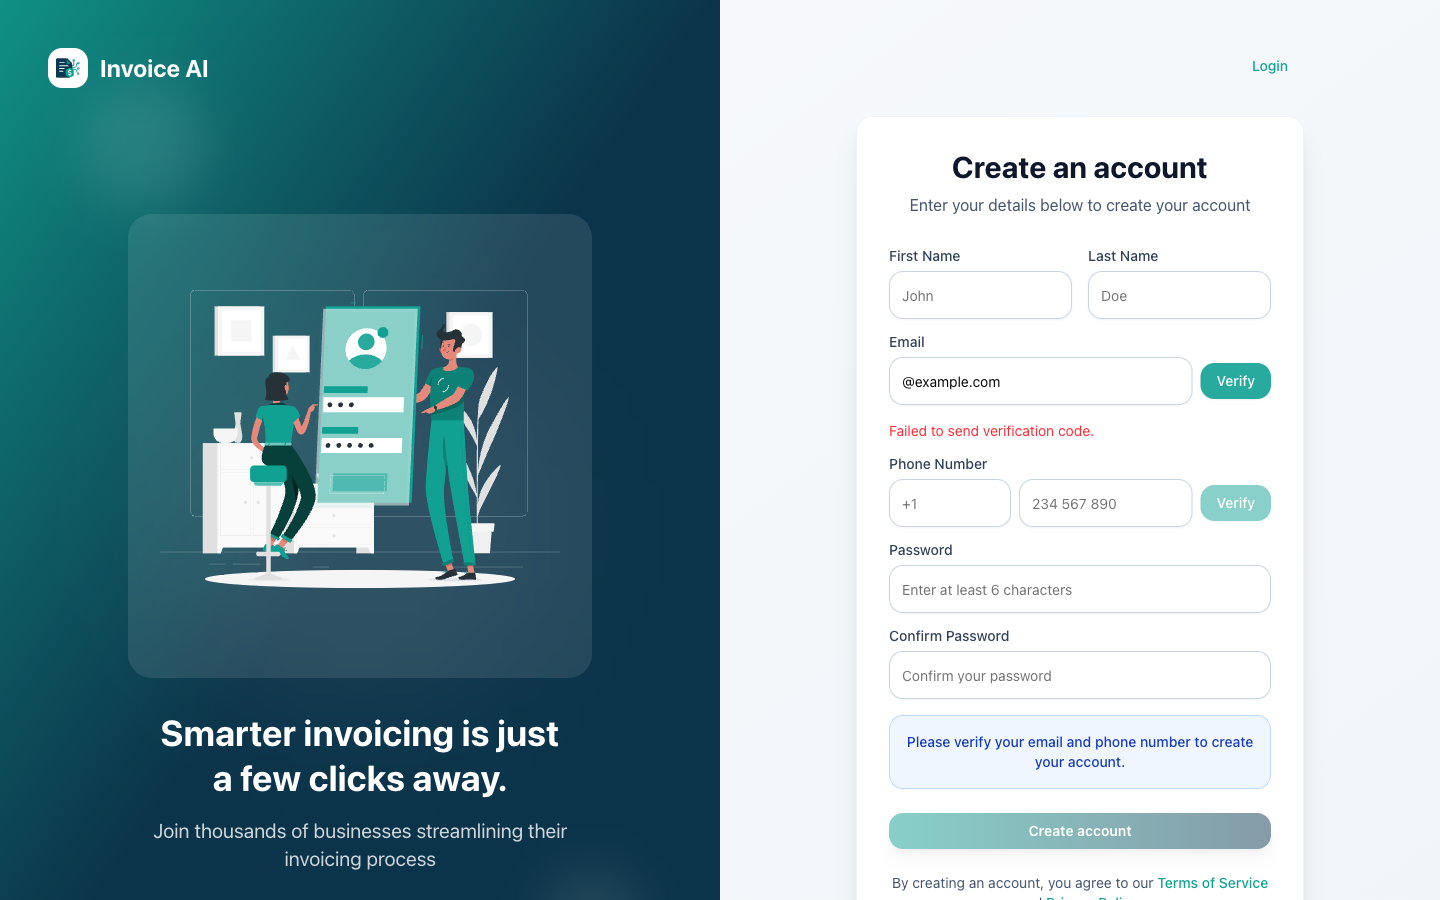 Invoice AI
Smarter invoicing is just
a few clicks away.
Join thousands of businesses streamlining their
invoicing process
Login
Create an account
Enter your details below to create your account
First Name
Last Name
John
Doe
Email
@example.com
Verify
Failed to send verification code.
Phone Number
+1
234 567 890
Verify
Password
Enter at least 6 characters
Confirm Password
Confirm your password
Please verify your email and phone number to create
your account.
Create account
By creating an account, you agree to our Terms of Service